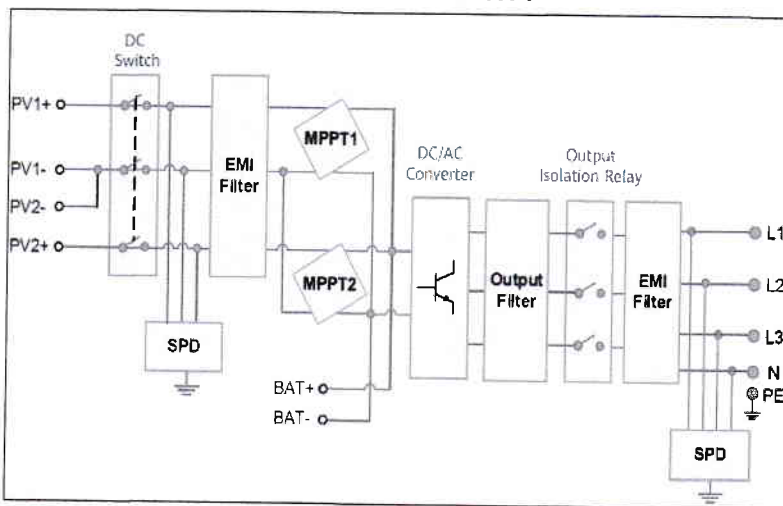 DC
Switch
PV1+
PV1-
PV2-
PV2+
EMI
Filter
MPPT1
MPPT2
SPD
BAT+
BAT-
DC/AC
Converter
Output
Filter
Output
Isolation Relay
EMI
Filter
L1
L2
L3
N
PE
SPD